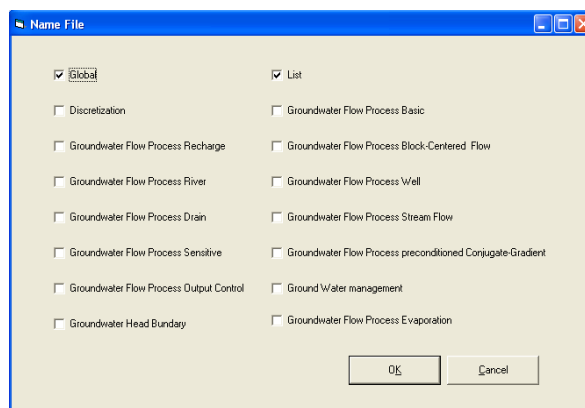 Name File
Global
List
Discretization
Groundwater Flow Process Basic
Groundwater Flow Process Recharge
Groundwater Flow Process Block-Centered Flow
Groundwater Flow Process River
Groundwater Flow Process Well
Groundwater Flow Process Drain
Groundwater Flow Process Stream Flow
Groundwater Flow Process Sensitive
Groundwater Flow Process preconditioned Conjugate-Gradient
Groundwater Flow Process Output Control
Ground Water management
Groundwater Head Bundary
Groundwater Flow Process Evaporation
OK
Cancel